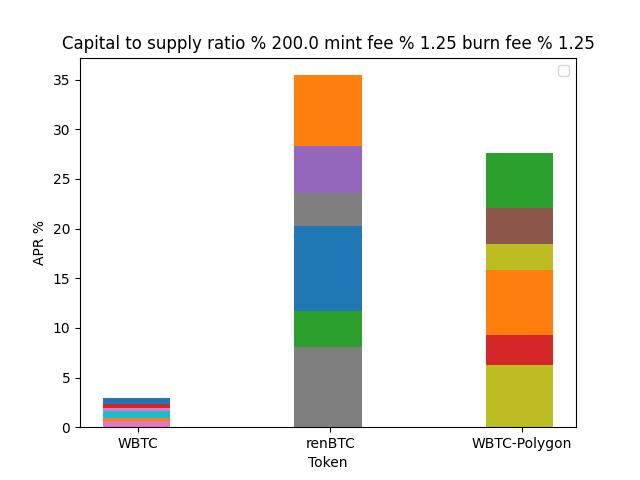 Capital to supply ratio % 200.0 mint fee % 1.25 burn fee % 1.25
APR %
35
30
25
20
15
10
5
0
WBTC renBTC WBTC-Polygon
Token